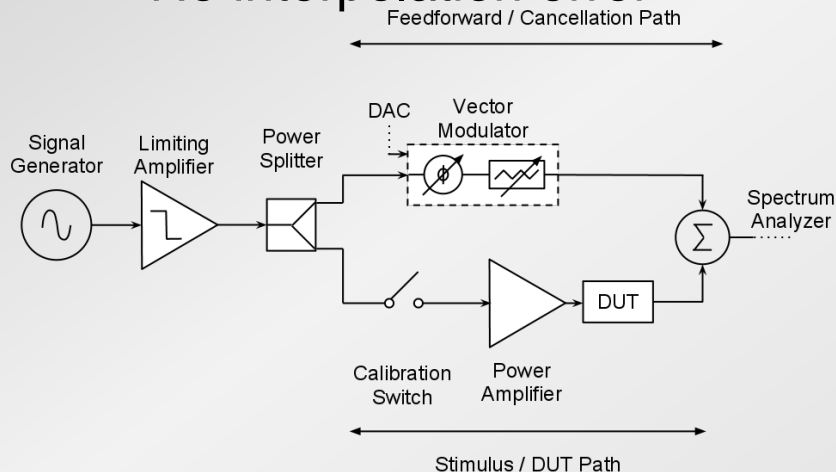 Feedforward / Cancellation Path
DAC
Vector
Modulator
Signal
Generator
Limiting
Amplifier
Power
Splitter
ϕ
Spectrum
Analyzer
Σ
DUT
Calibration
Switch
Power
Amplifier
Stimulus / DUT Path